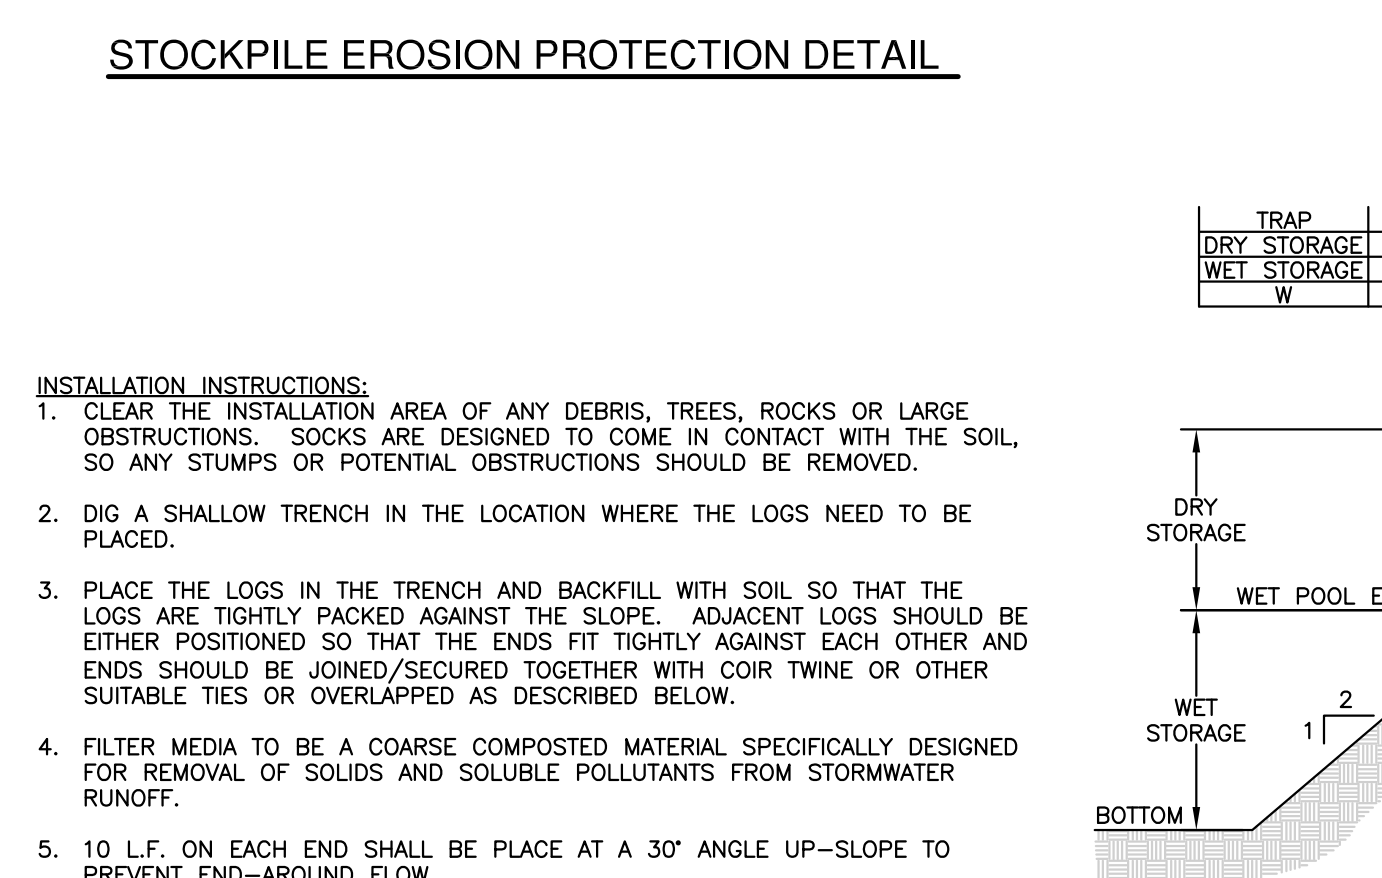 STOCKPILE EROSION PROTECTION DETAIL
TRAP
DRY STORAGE
WET STORAGE
W
INSTALLATION INSTRUCTIONS:
1. CLEAR THE INSTALLATION AREA OF ANY DEBRIS, TREES, ROCKS OR LARGE
OBSTRUCTIONS. SOCKS ARE DESIGNED TO COME IN CONTACT WITH THE SOIL,
SO ANY STUMPS OR POTENTIAL OBSTRUCTIONS SHOULD BE REMOVED.
2. DIG A SHALLOW TRENCH IN THE LOCATION WHERE THE LOGS NEED TO BE
PLACED.
3. PLACE THE LOGS IN THE TRENCH AND BACKFILL WITH SOIL SO THAT THE
LOGS ARE TIGHTLY PACKED AGAINST THE SLOPE. ADJACENT LOGS SHOULD BE
EITHER POSITIONED SO THAT THE ENDS FIT TIGHTLY AGAINST EACH OTHER AND
ENDS SHOULD BE JOINED/SECURED TOGETHER WITH COIR TWINE OR OTHER
SUITABLE TIES OR OVERLAPPED AS DESCRIBED BELOW.
4. FILTER MEDIA TO BE A COARSE COMPOSTED MATERIAL SPECIFICALLY DESIGNED
FOR REMOVAL OF SOLIDS AND SOLUBLE POLLUTANTS FROM STORMWATER
RUNOFF.
5. 10 L.F. ON EACH END SHALL BE PLACE AT A 30° ANGLE UP-SLOPE TO
PREVENT END-AROUND FLOW
DRY
STORAGE
WET POOL E
WET
STORAGE
2
1
BOTTOM